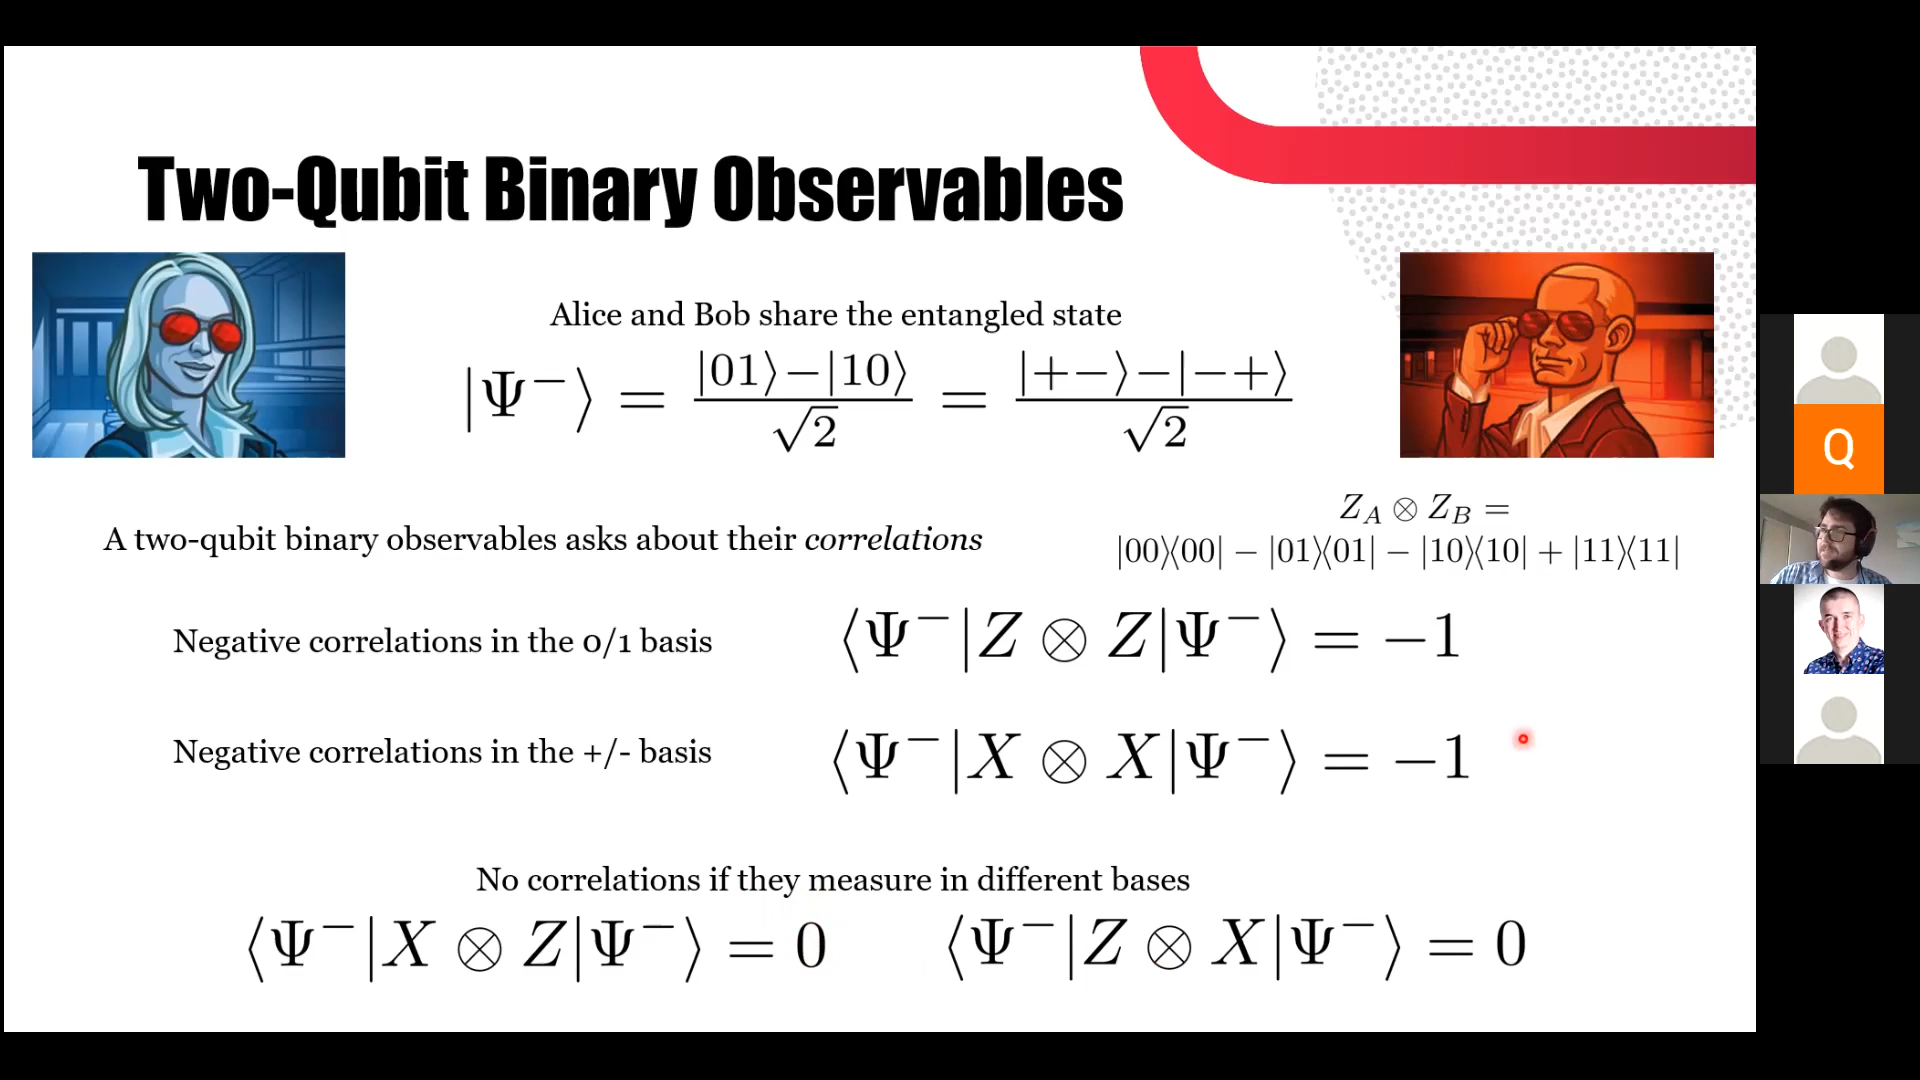 Two-Qubit Binary Observables
Alice and Bob share the entangled state
|Ψ⁻⟩ = |01⟩−|10⟩/√2 = |+−⟩−|−+⟩/√2
A two-qubit binary observables asks about their correlations
Z_A ⊗ Z_B =
|00⟩⟨00| − |01⟩⟨01| − |10⟩⟨10| + |11⟩⟨11|
Negative correlations in the 0/1 basis
⟨Ψ⁻|Z ⊗ Z|Ψ⁻⟩ = −1
Negative correlations in the +/- basis
⟨Ψ⁻|X ⊗ X|Ψ⁻⟩ = −1
No correlations if they measure in different bases
⟨Ψ⁻|X ⊗ Z|Ψ⁻⟩ = 0
⟨Ψ⁻|Z ⊗ X|Ψ⁻⟩ = 0
Q